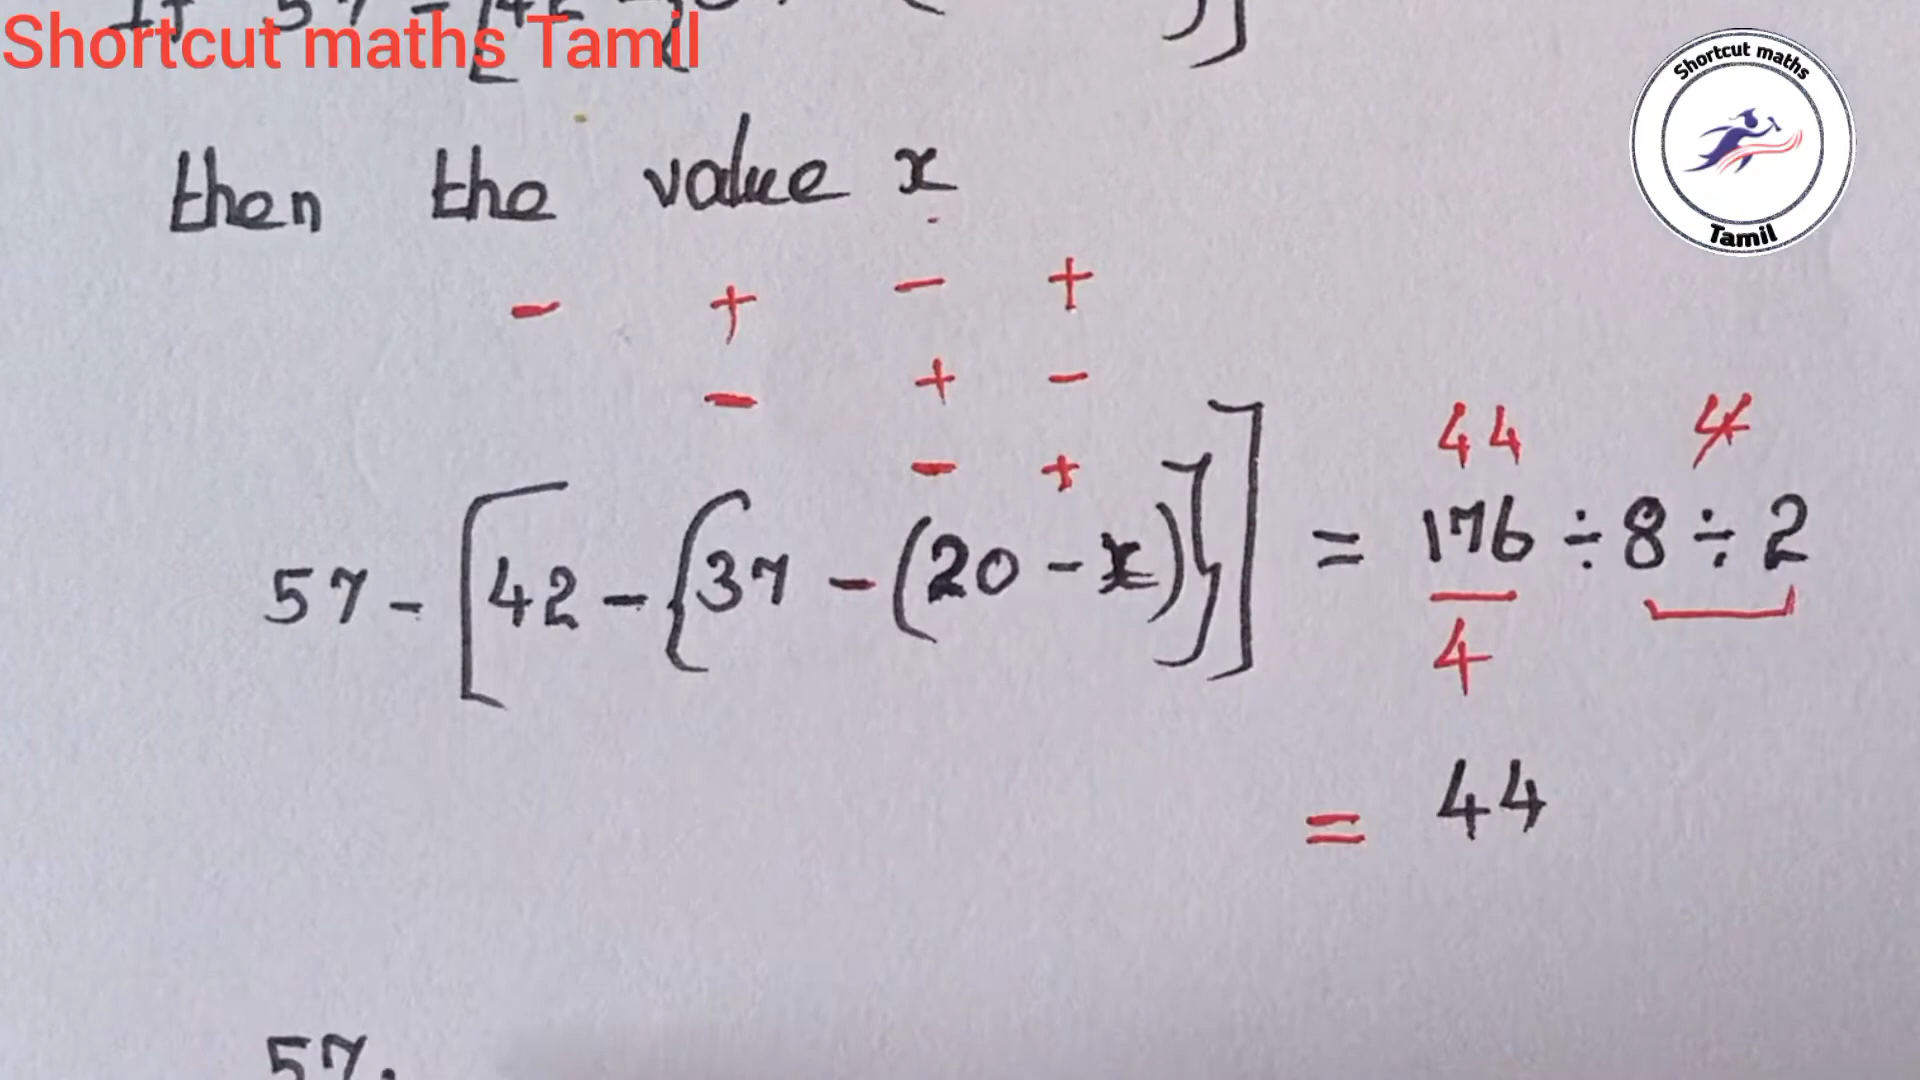 Shortcut maths Tamil
Shortcut maths
Tamil
then the value x
- + - +
- + -
- +
44 4
57 - [42 - {37 - (20 - x)}] = 176 ÷ 8 ÷ 2
4
= 44
57